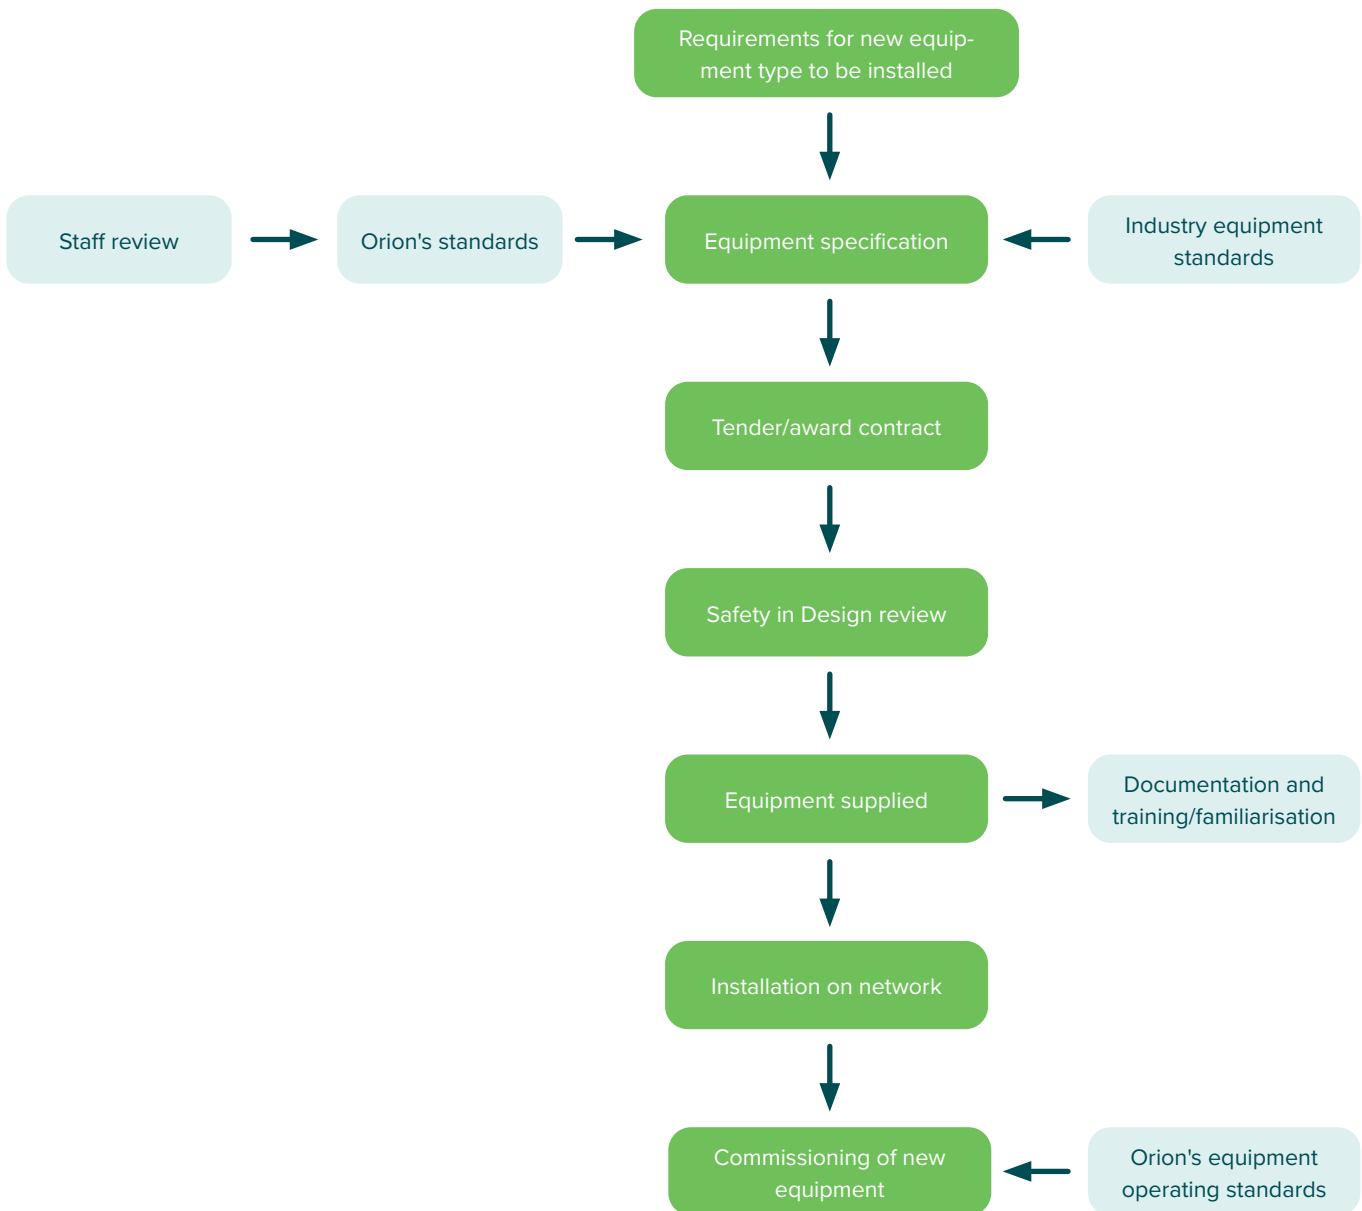 Requirements for new equip-
ment type to be installed
Staff review
Orion's standards
Equipment specification
Industry equipment
standards
Tender/award contract
Safety in Design review
Equipment supplied
Documentation and
training/familiarisation
Installation on network
Commissioning of new
equipment
Orion's equipment
operating standards